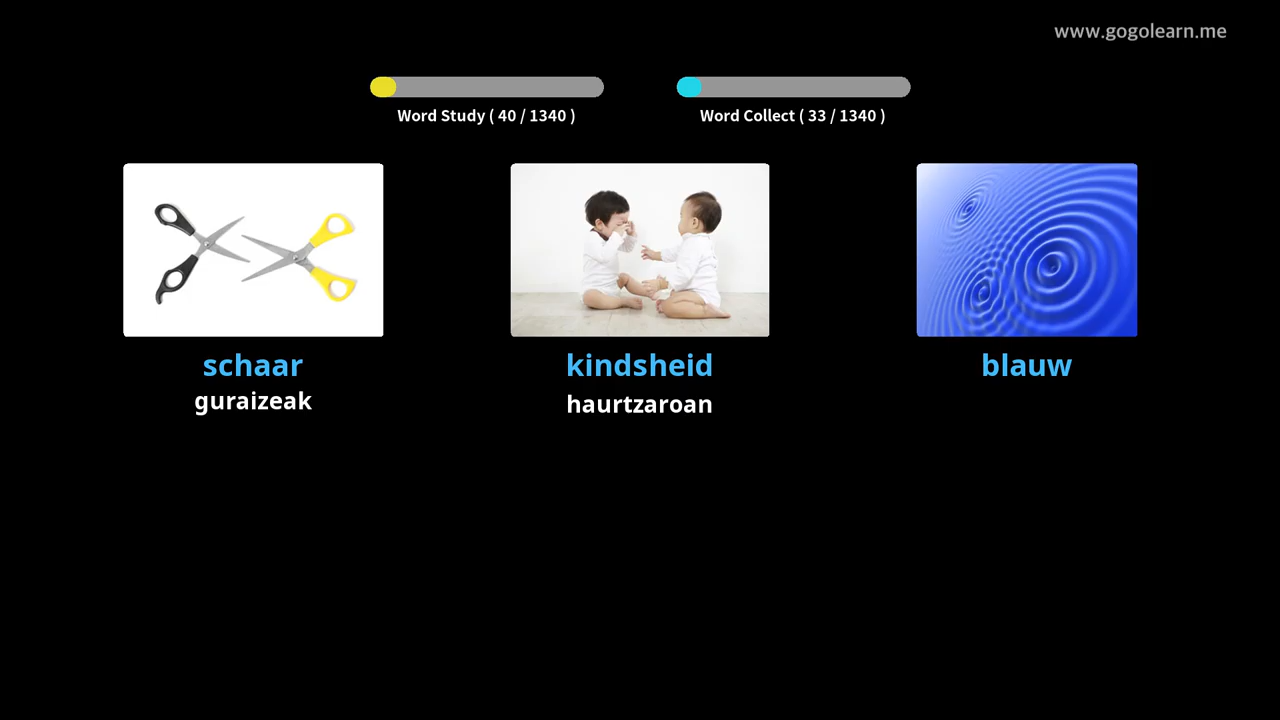 www.gogolearn.me
Word Study ( 40 / 1340 )
Word Collect ( 33 / 1340 )
schaar
kindsheid
blauw
guraizeak
haurtzaroan